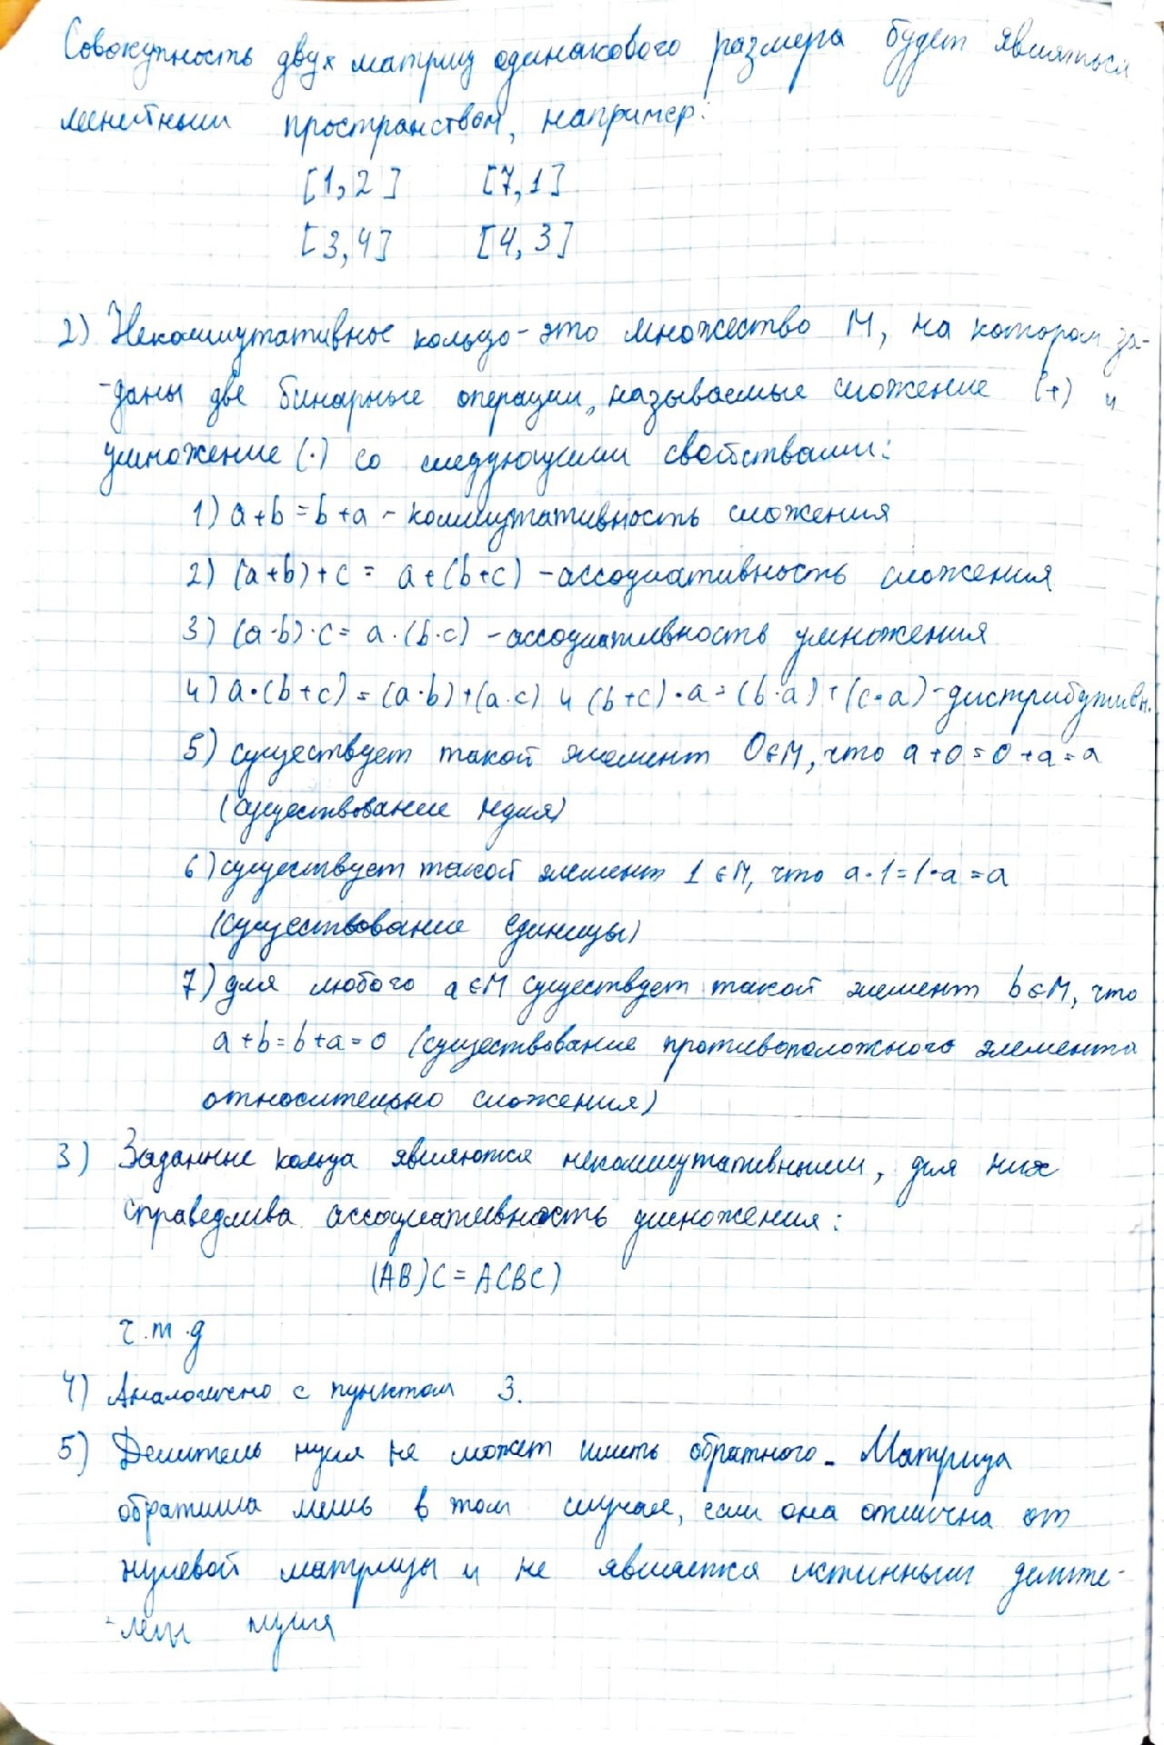 Совокупность двух матриц одинакового размера будет являться
линейным пространством, например:
[1,2] [7,1]
[3,4] [4,3]
2) Некоммутативное кольцо - это множество М, на котором за-
-даны две бинарные операции, называемые сложение (+) и
умножение (·) со следующими свойствами:
1) a+b=b+a - коммутативность сложения
2) (a+b)+c = a+(b+c) - ассоциативность сложения
3) (a·b)·c = a·(b·c) - ассоциативность умножения
4) a·(b+c)=(a·b)+(a·c) и (b+c)·a=(b·a)+(c·a) - дистрибутивн.
5) существует такой элемент 0∈M, что a+0=0+a=a
(существование нуля)
6) существует такой элемент 1∈M, что a·1=1·a=a
(существование единицы)
7) для любого a∈M существует такой элемент b∈M, что
a+b=b+a=0 (существование противоположного элемента
относительно сложения)
3) Заданные кольца являются некоммутативными, для них
справедлива ассоциативность умножения:
(AB)C=A(BC)
ч.т.д
4) Аналогично с пунктом 3.
5) Делитель нуля не может иметь обратного. Матрица
обратима лишь в том случае, если она отлична от
нулевой матрицы и не является истинным делите-
-лем нуля